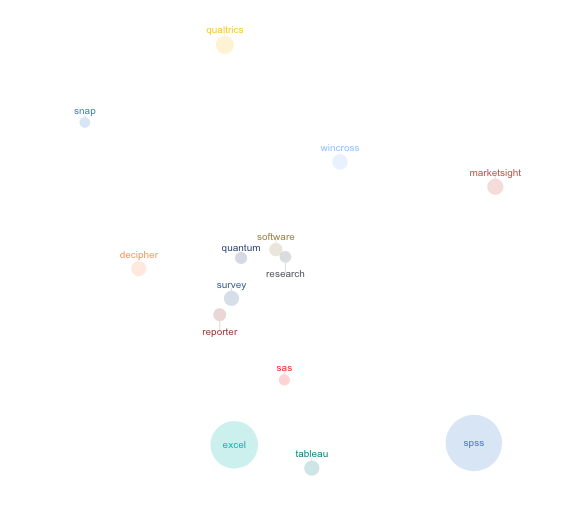 qualtrics
snap
wincross
marketsight
software
quantum
decipher
research
survey
reporter
sas
excel
spss
tableau